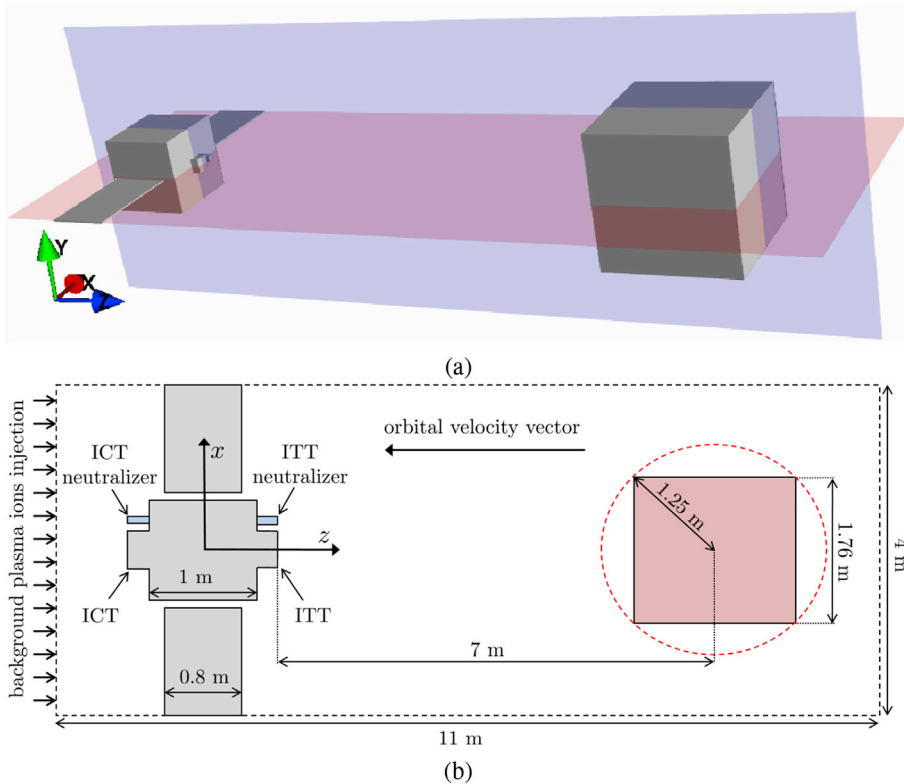 Y
X
Z
(a)
background plasma ions injection
orbital velocity vector
ICT
neutralizer
x
ITT
neutralizer
z
1.25 m
1.76 m
4 m
1 m
ICT
ITT
7 m
0.8 m
11 m
(b)